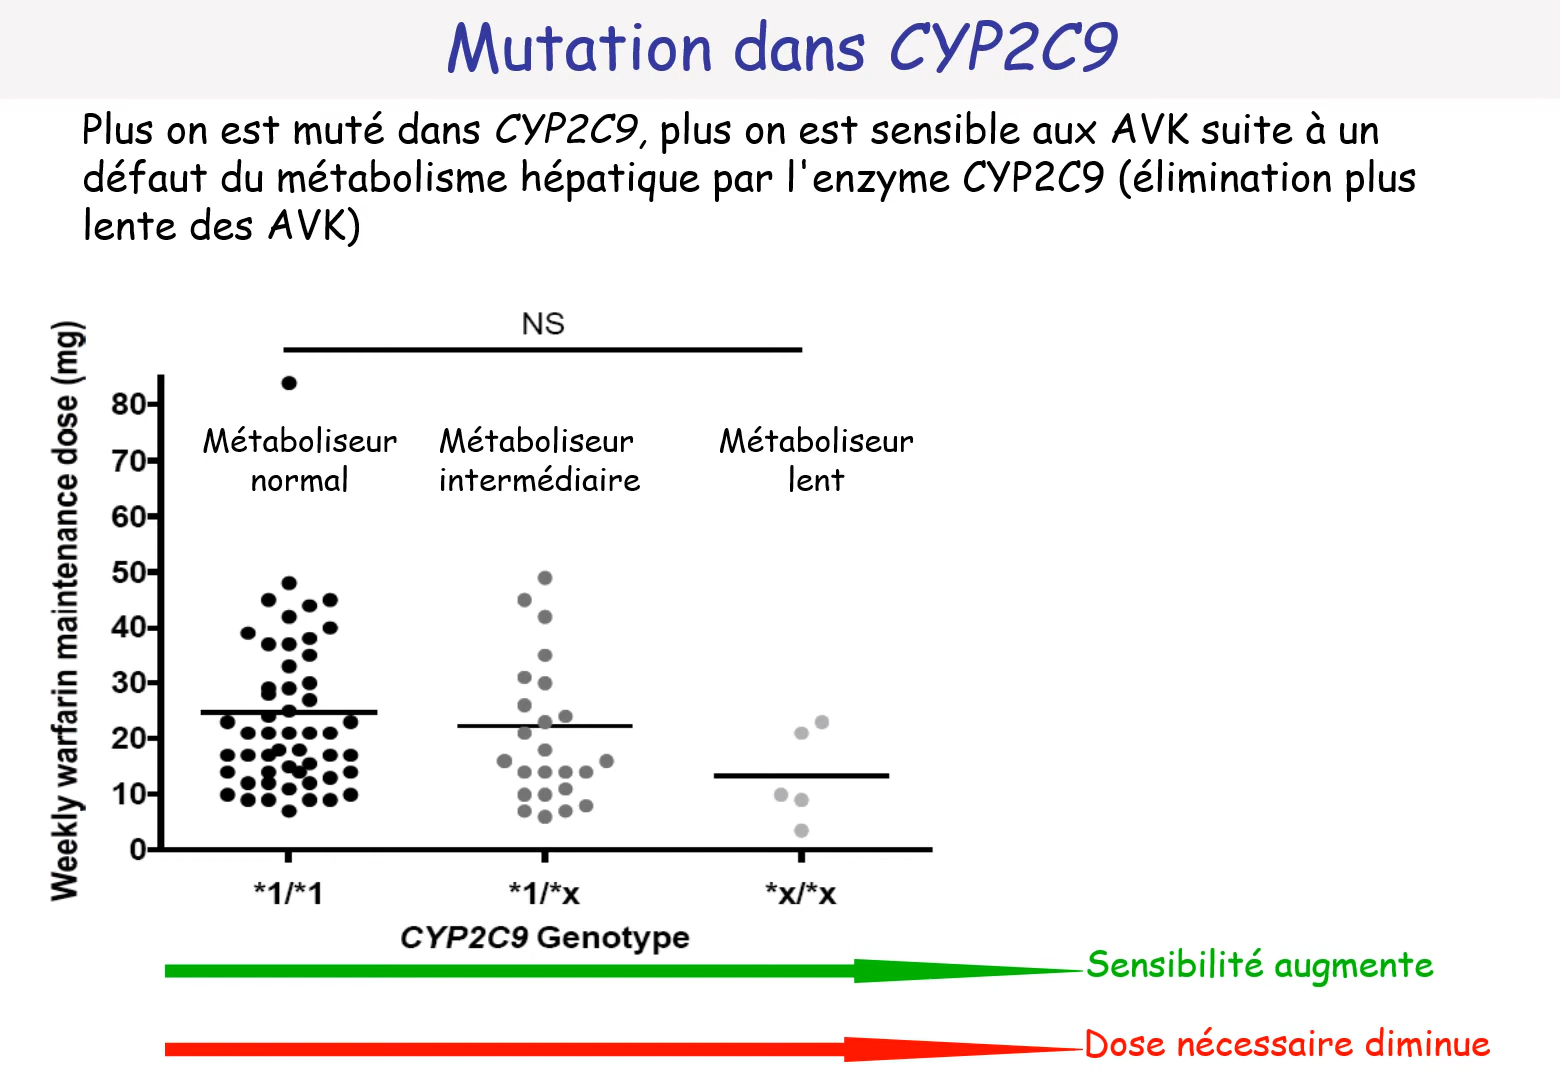 Mutation dans CYP2C9
Plus on est muté dans CYP2C9, plus on est sensible aux AVK suite à un
défaut du métabolisme hépatique par l'enzyme CYP2C9 (élimination plus
lente des AVK)
NS
Weekly warfarin maintenance dose (mg)
80
70
60
50
40
30
20
10
0
Métaboliseur
normal
Métaboliseur
intermédiaire
Métaboliseur
lent
*1/*1
*1/*x
*x/*x
CYP2C9 Genotype
Sensibilité augmente
Dose nécessaire diminue